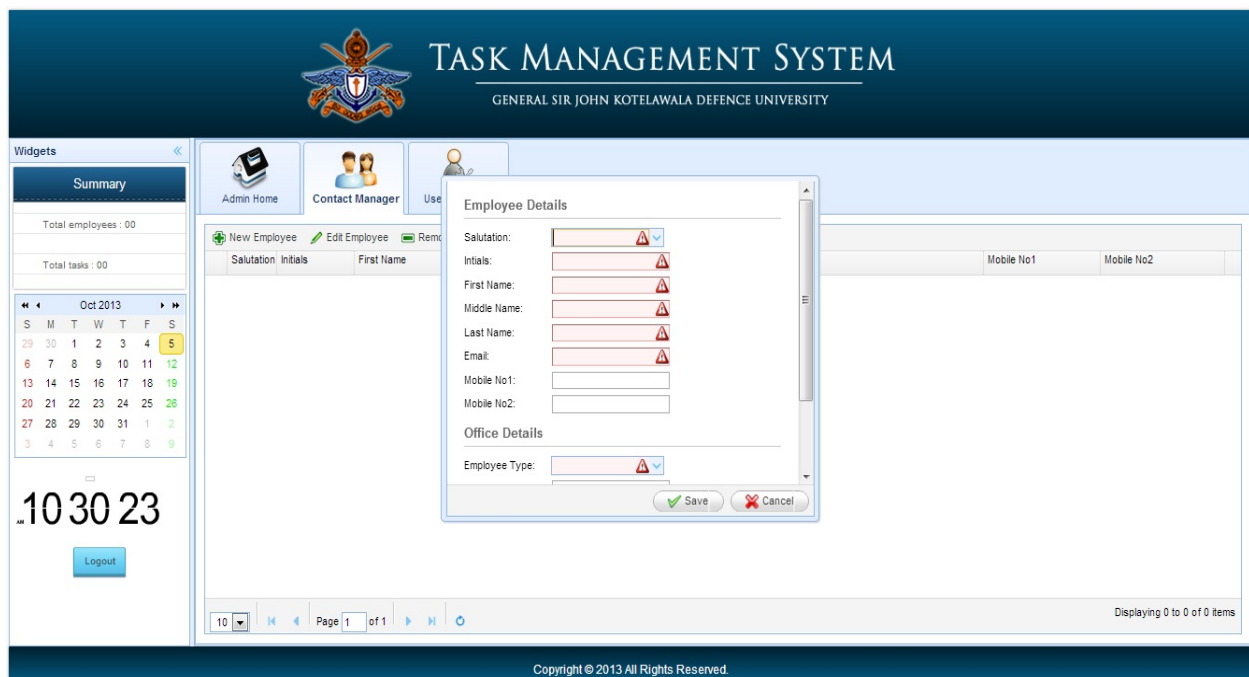 TASK MANAGEMENT SYSTEM
GENERAL SIR JOHN KOTELAWALA DEFENCE UNIVERSITY
Widgets
Summary
Total employees : 00
Total tasks : 00
Oct 2013
S M T W T F S
29 30 1 2 3 4 5
6 7 8 9 10 11 12
13 14 15 16 17 18 19
20 21 22 23 24 25 26
27 28 29 30 31 1 2
3 4 5 6 7 8 9
AM 10 30 23
Logout
Admin Home
Contact Manager
Use
New Employee Edit Employee Remo
Salutation Initials First Name Mobile No1 Mobile No2
Employee Details
Salutation:
Intials:
First Name:
Middle Name:
Last Name:
Email:
Mobile No1:
Mobile No2:
Office Details
Employee Type:
Save Cancel
10 Page 1 of 1 Displaying 0 to 0 of 0 items
Copyright © 2013 All Rights Reserved.